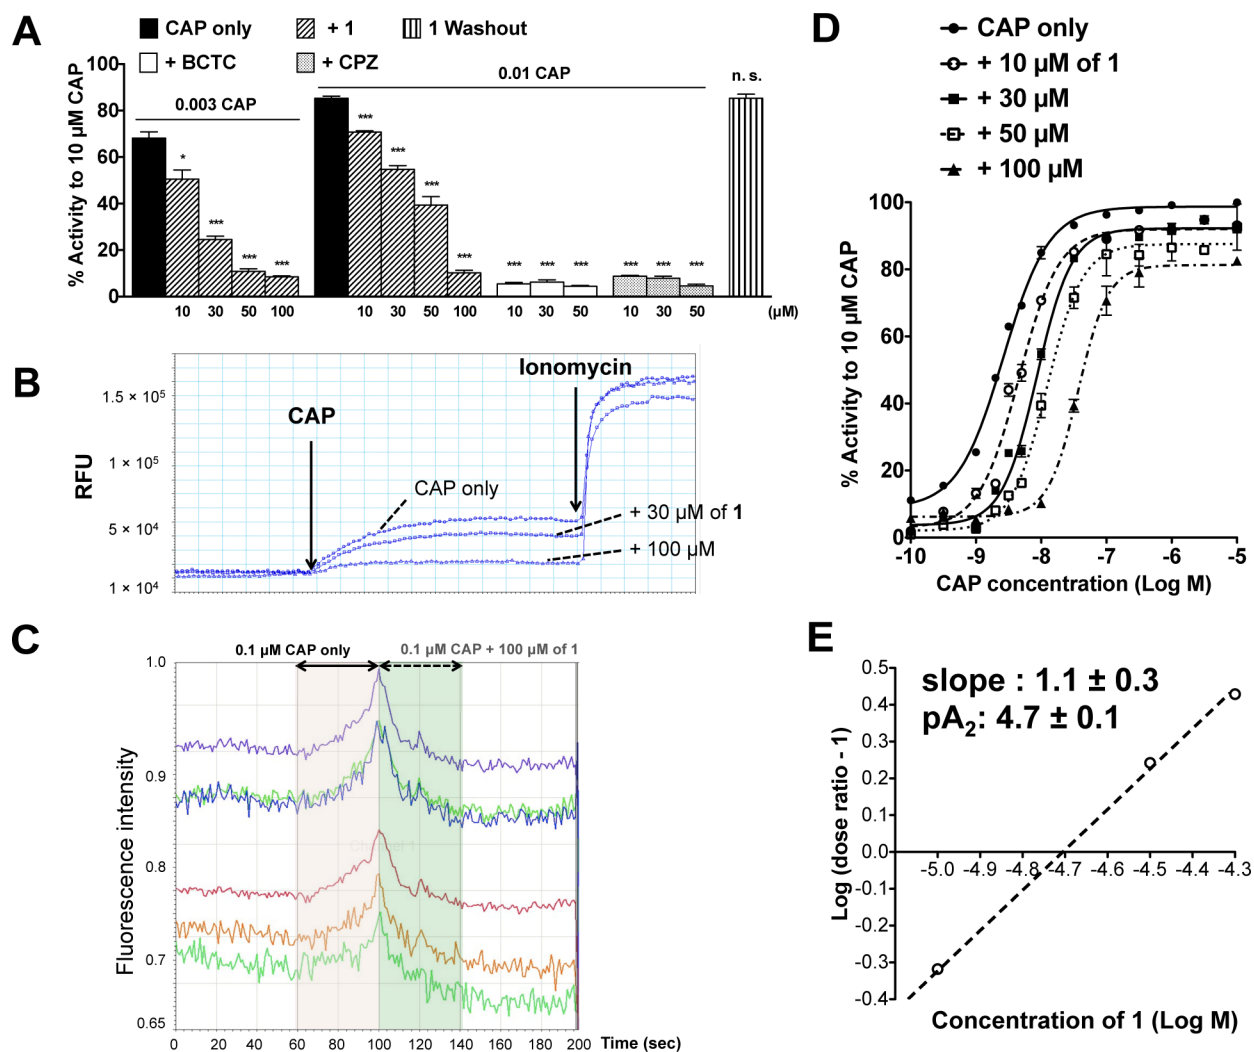 A
CAP only
+ 1
1 Washout
+ BCTC
+ CPZ
% Activity to 10 µM CAP
100
80
60
40
20
0
0.003 CAP
0.01 CAP
n. s.
*
***
***
***
***
***
***
***
***
***
***
***
***
***
10
30
50
100
10
30
50
100
10
30
50
10
30
50
(µM)
B
RFU
1.5 × 10⁵
1 × 10⁵
5 × 10⁴
1 × 10⁴
CAP
Ionomycin
CAP only
+ 30 µM of 1
+ 100 µM
C
0.1 µM CAP only
0.1 µM CAP + 100 µM of 1
Fluorescence intensity
1.0
0.9
0.8
0.7
0.65
0
20
40
60
80
100
120
140
160
180
200
Time (sec)
D
CAP only
+ 10 µM of 1
+ 30 µM
+ 50 µM
+ 100 µM
% Activity to 10 µM CAP
100
80
60
40
20
0
-10
-9
-8
-7
-6
-5
CAP concentration (Log M)
E
slope : 1.1 ± 0.3
pA₂: 4.7 ± 0.1
Log (dose ratio - 1)
0.5
0.4
0.3
0.2
0.1
0.0
-0.1
-0.2
-0.3
-0.4
-5.0
-4.9
-4.8
-4.7
-4.6
-4.5
-4.4
-4.3
Concentration of 1 (Log M)